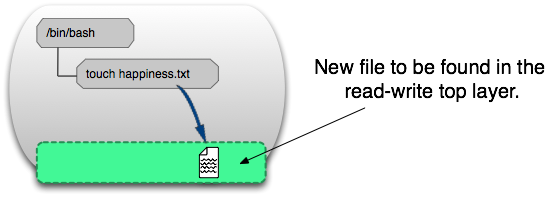 /bin/bash
touch happiness.txt
New file to be found in the
read-write top layer.